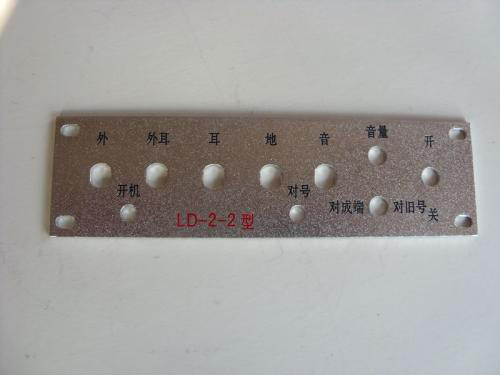 外 外耳 耳 地 音 音量 开
开机 对号 对成端 对旧号 关
LD-2-2型